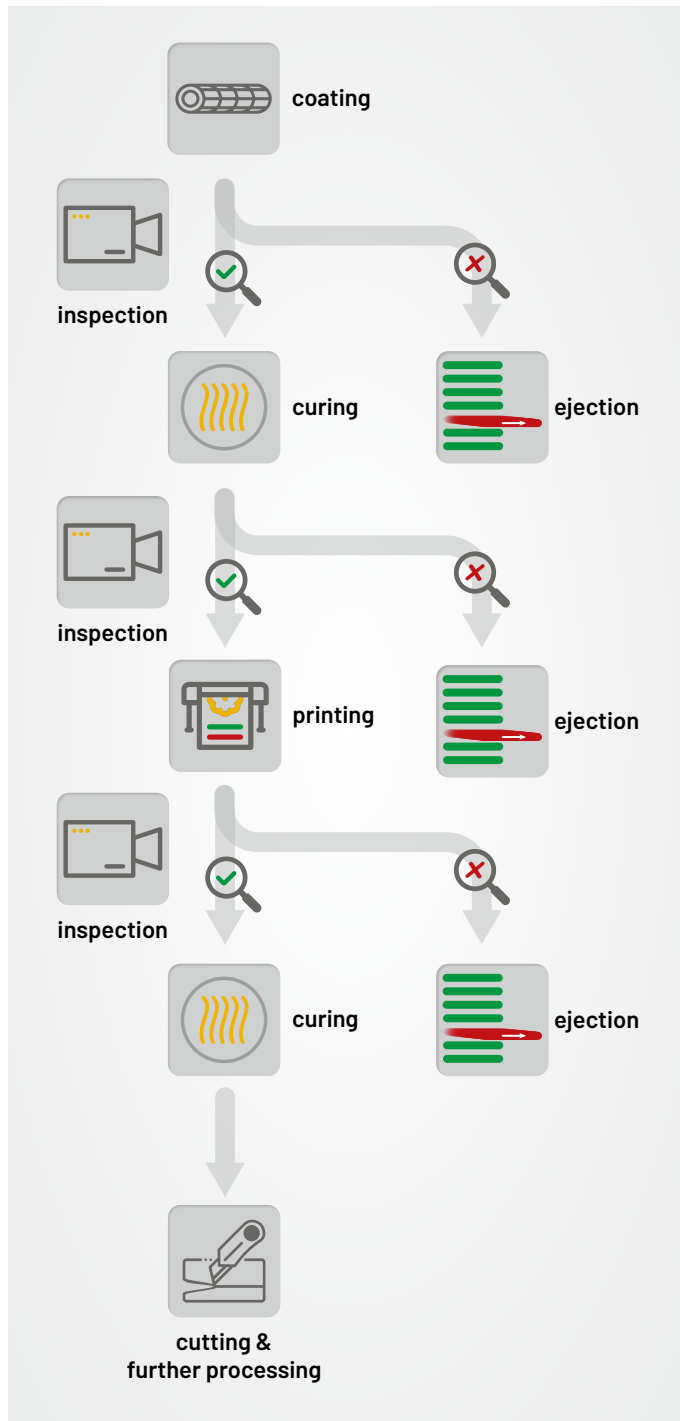 coating
inspection
curing
ejection
inspection
printing
ejection
inspection
curing
ejection
cutting &
further processing